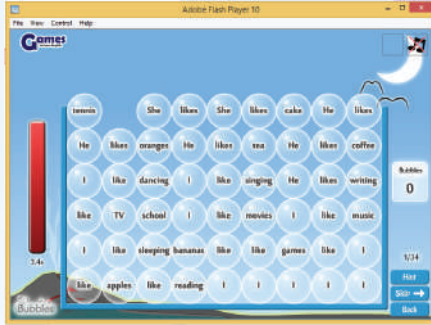 Adobe Flash Player 10
File View Control Help
Games
tennis She likes She likes cake He likes
He likes oranges He likes tea He likes coffee
I like dancing I like singing He likes writing
like TV school I like movies I like music
I like sleeping bananas like like games like I
like apples like reading I I I I I
Bubbles
0
1/34
Hint
Skip
Back
Bubbles